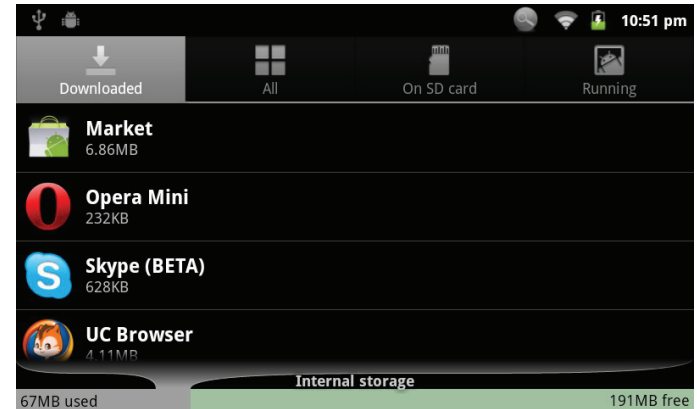 10:51 pm
Downloaded All On SD card Running
Market
6.86MB
Opera Mini
232KB
Skype (BETA)
628KB
UC Browser
4.11MB
Internal storage
67MB used 191MB free